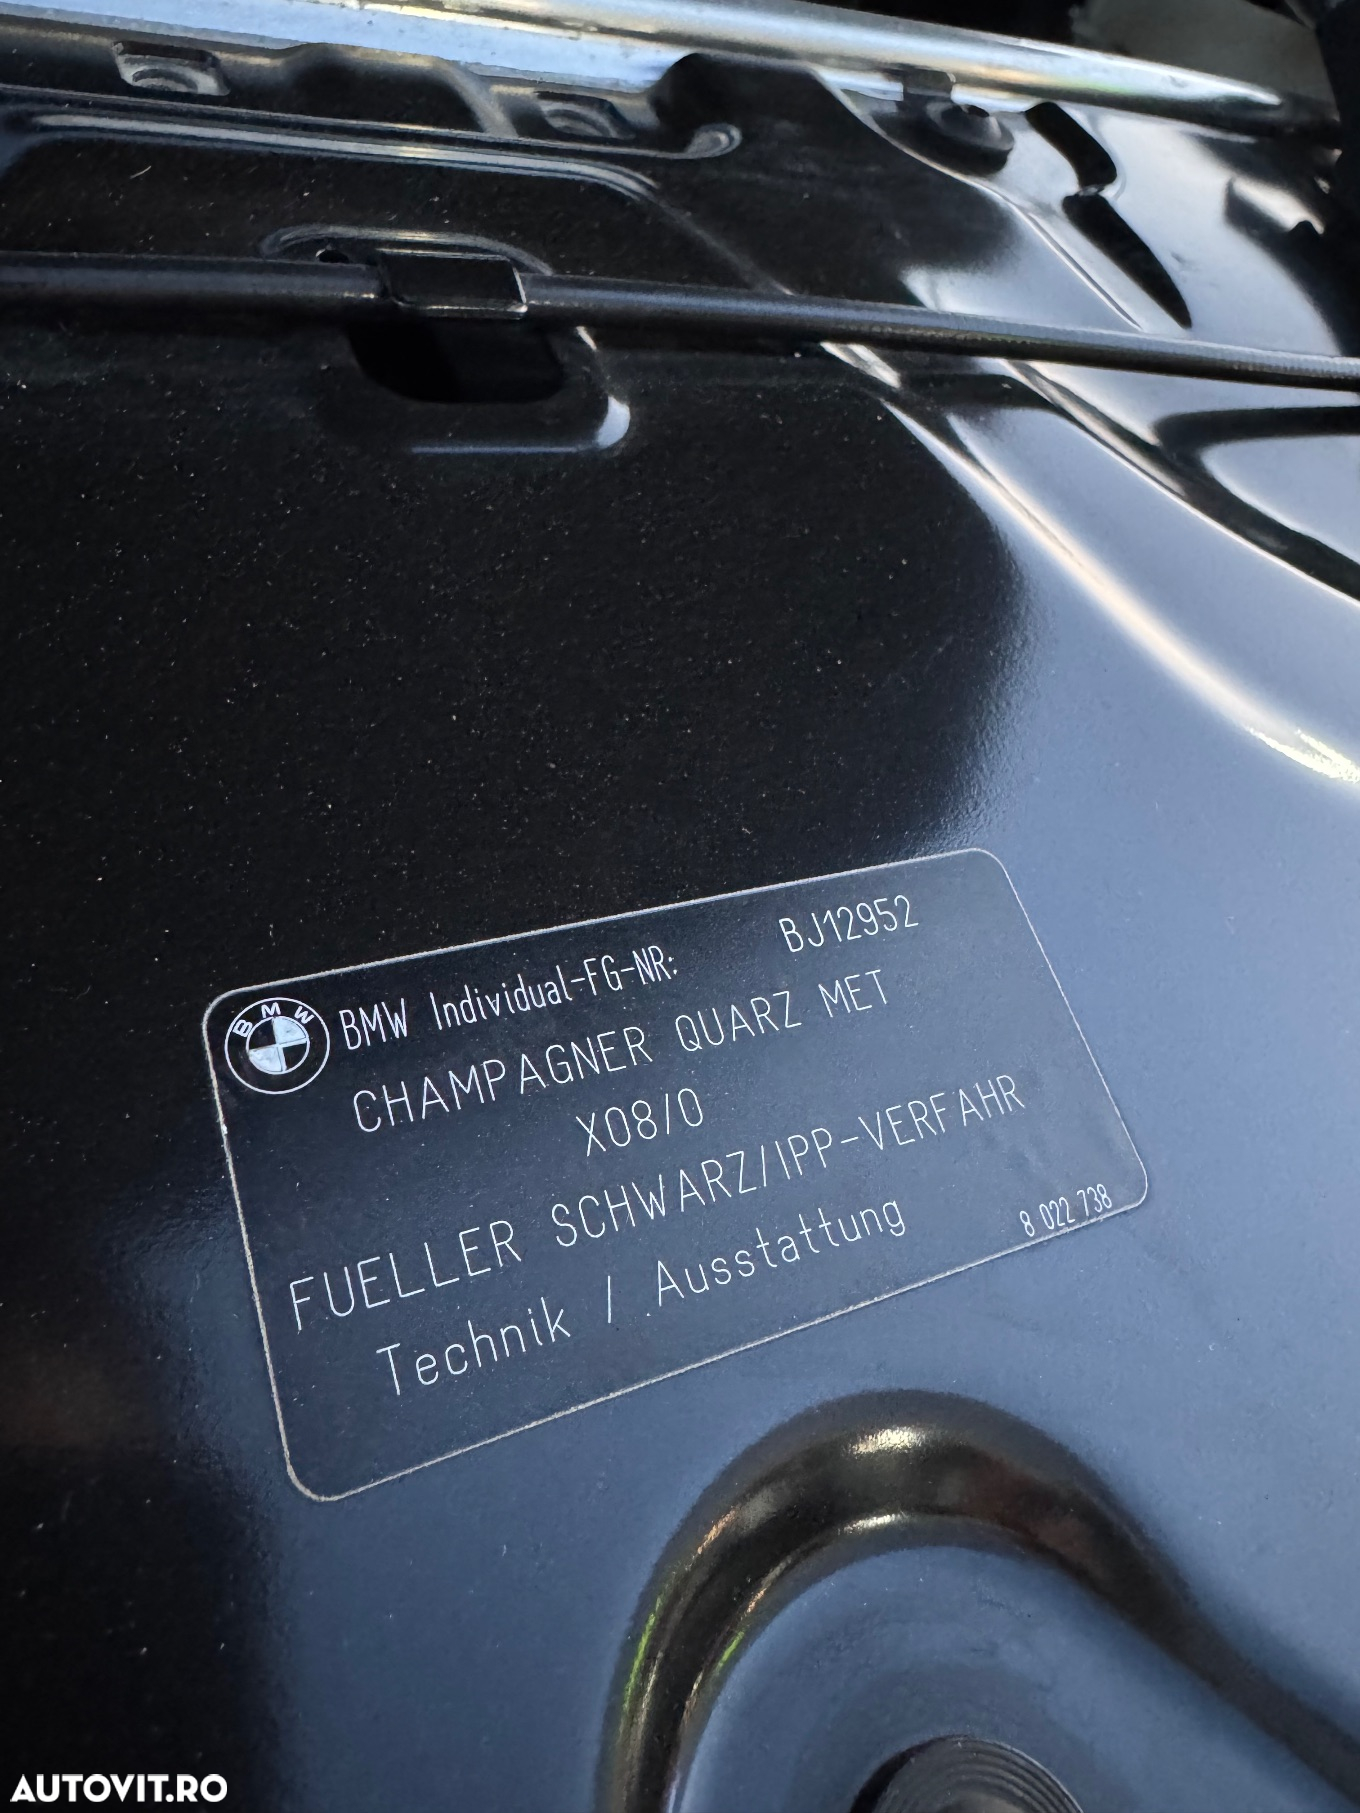 BMW
BMW Individual-FG-NR: BJ12952
CHAMPAGNER QUARZ MET
X08/0
FUELLER SCHWARZ/IPP-VERFAHR
Technik / Ausstattung
8 022 738
AUTOVIT.RO